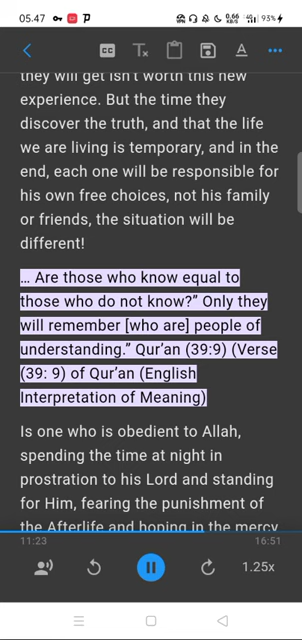 05.47
0,66
KB/S
4G
93%
CC
they will get isn't worth this new
experience. But the time they
discover the truth, and that the life
we are living is temporary, and in the
end, each one will be responsible for
his own free choices, not his family
or friends, the situation will be
different!
… Are those who know equal to
those who do not know?" Only they
will remember [who are] people of
understanding." Qur'an (39:9) (Verse
(39: 9) of Qur'an (English
Interpretation of Meaning)
Is one who is obedient to Allah,
spending the time at night in
prostration to his Lord and standing
for Him, fearing the punishment of
the Afterlife and hoping in the mercy
11:23
16:51
1.25x